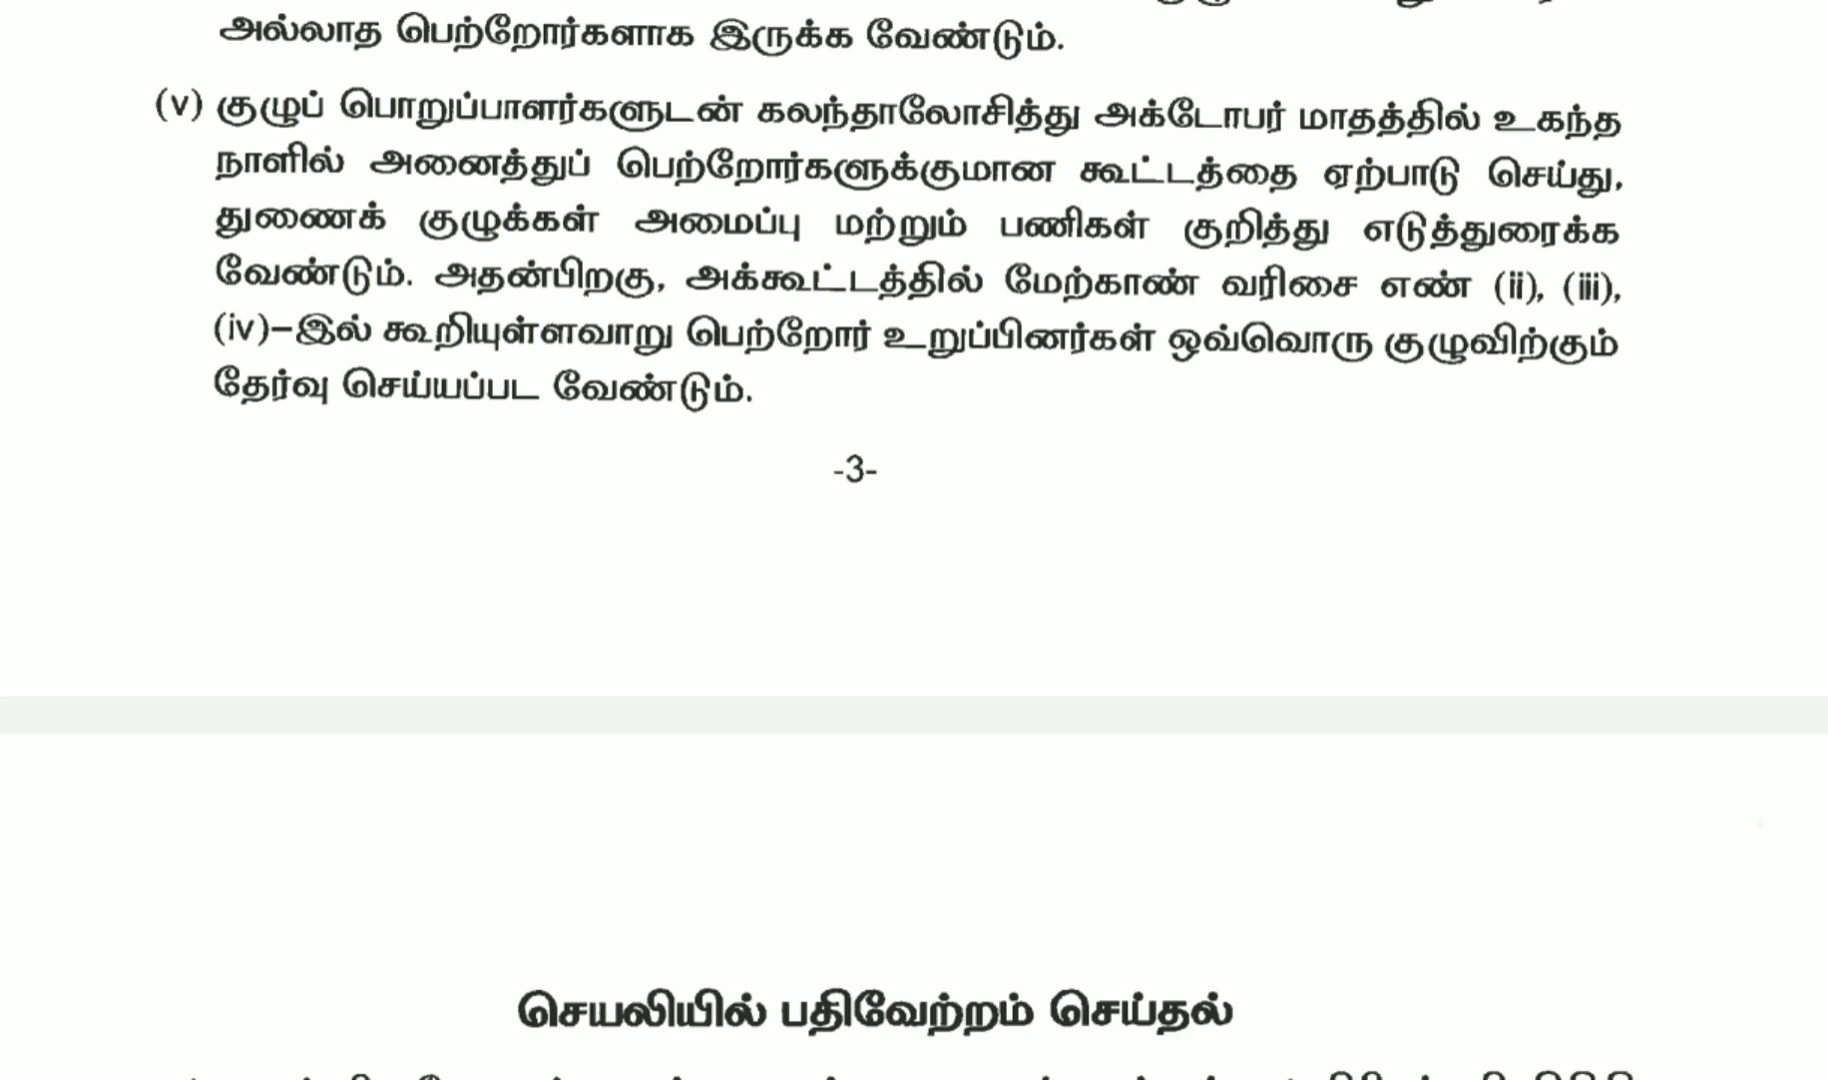 அல்லாத பெற்றோர்களாக இருக்க வேண்டும்.
(v) குழுப் பொறுப்பாளர்களுடன் கலந்தாலோசித்து அக்டோபர் மாதத்தில் உகந்த
நாளில் அனைத்துப் பெற்றோர்களுக்குமான கூட்டத்தை ஏற்பாடு செய்து,
துணைக் குழுக்கள் அமைப்பு மற்றும் பணிகள் குறித்து எடுத்துரைக்க
வேண்டும். அதன்பிறகு, அக்கூட்டத்தில் மேற்காண் வரிசை எண் (ii), (iii),
(iv)-இல் கூறியுள்ளவாறு பெற்றோர் உறுப்பினர்கள் ஒவ்வொரு குழுவிற்கும்
தேர்வு செய்யப்பட வேண்டும்.
-3-
செயலியில் பதிவேற்றம் செய்தல்